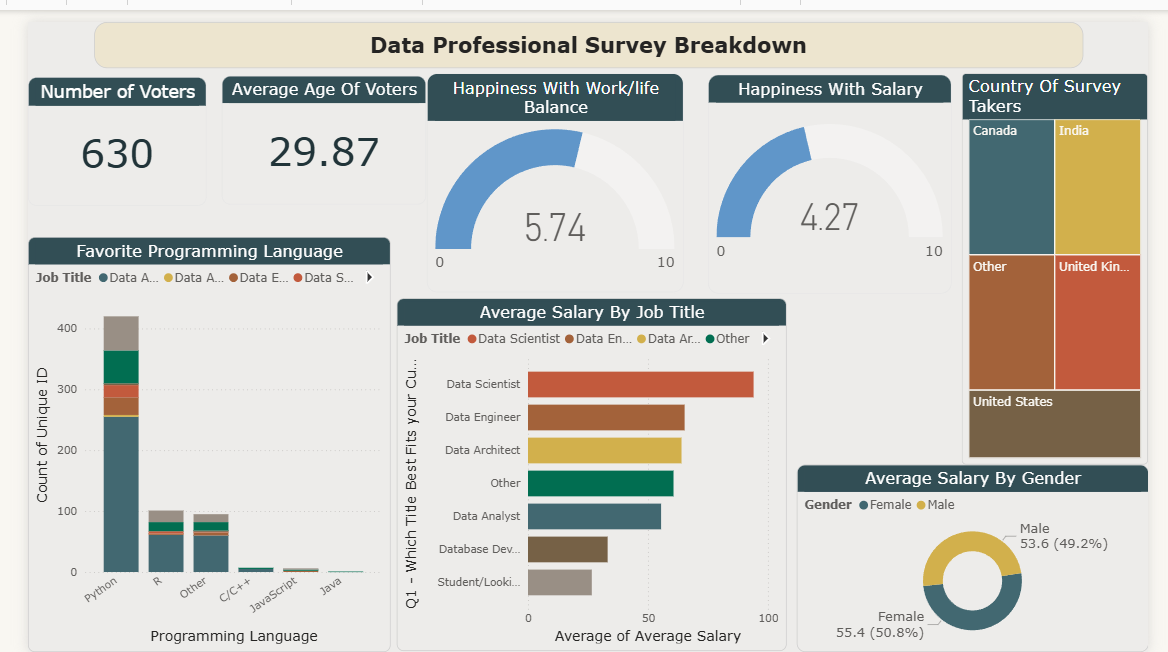 Data Professional Survey Breakdown
Number of Voters
630
Average Age Of Voters
29.87
Happiness With Work/life
Balance
5.74
0
10
Happiness With Salary
4.27
0
10
Country Of Survey
Takers
Canada
India
Other
United Kin...
United States
Favorite Programming Language
Job Title Data A... Data A... Data E... Data S...
Count of Unique ID
400
300
200
100
0
Python
R
Other
C/C++
JavaScript
Java
Programming Language
Average Salary By Job Title
Job Title Data Scientist Data En... Data Ar... Other
Q1 - Which Title Best Fits your Cu...
Data Scientist
Data Engineer
Data Architect
Other
Data Analyst
Database Dev...
Student/Looki...
0
50
100
Average of Average Salary
Average Salary By Gender
Gender Female Male
Male
53.6 (49.2%)
Female
55.4 (50.8%)